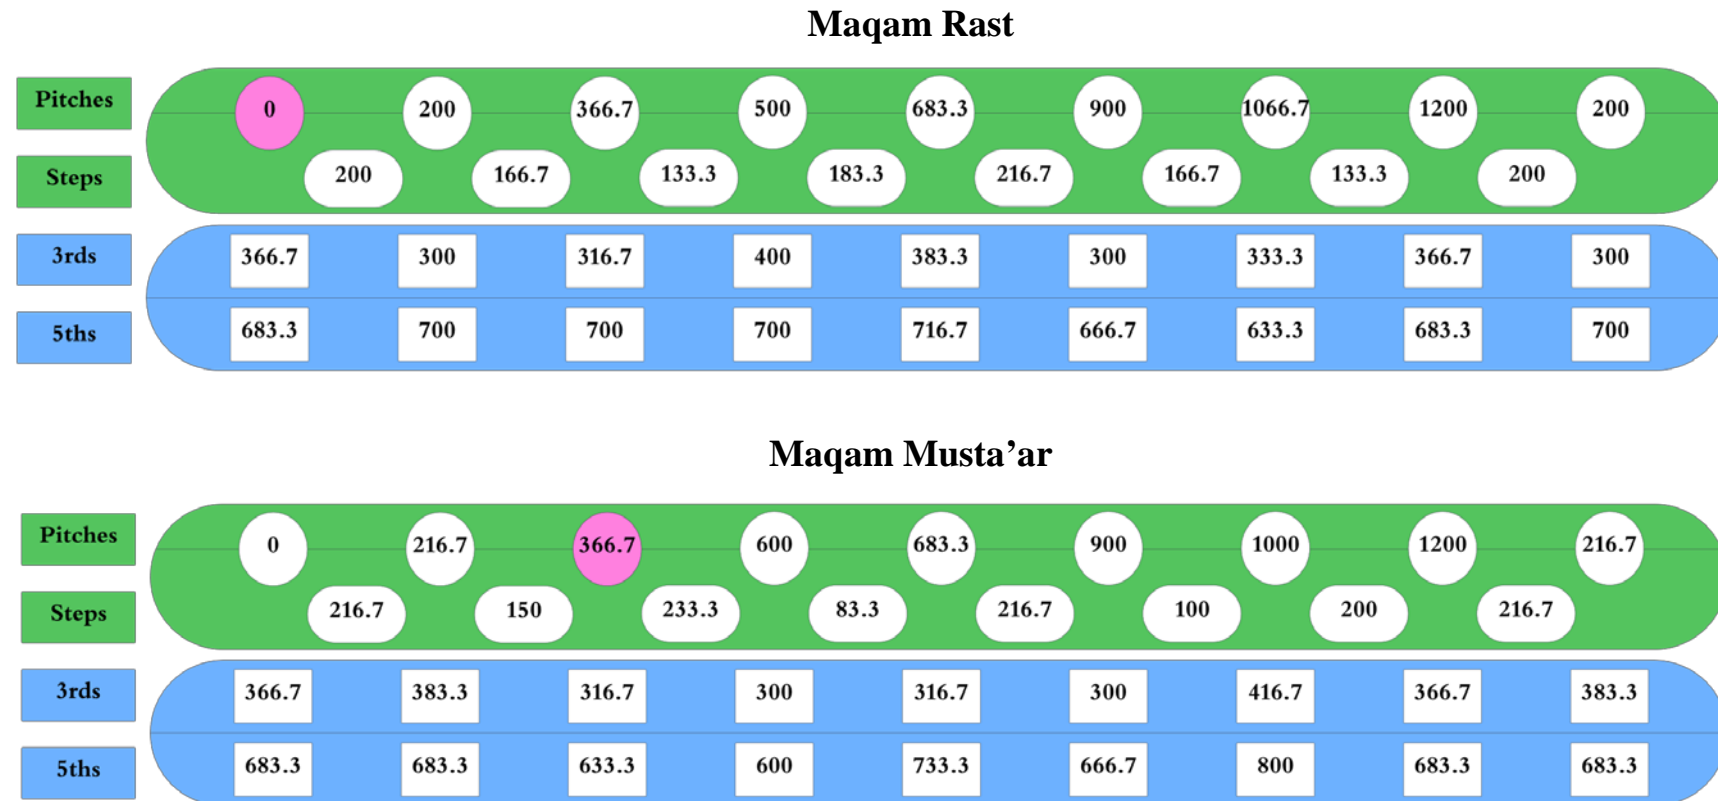 Maqam Rast
Pitches 0 200 366.7 500 683.3 900 1066.7 1200 200
Steps 200 166.7 133.3 183.3 216.7 166.7 133.3 200
3rds 366.7 300 316.7 400 383.3 300 333.3 366.7 300
5ths 683.3 700 700 700 716.7 666.7 633.3 683.3 700
Maqam Musta’ar
Pitches 0 216.7 366.7 600 683.3 900 1000 1200 216.7
Steps 216.7 150 233.3 83.3 216.7 100 200 216.7
3rds 366.7 383.3 316.7 300 316.7 300 416.7 366.7 383.3
5ths 683.3 683.3 633.3 600 733.3 666.7 800 683.3 683.3